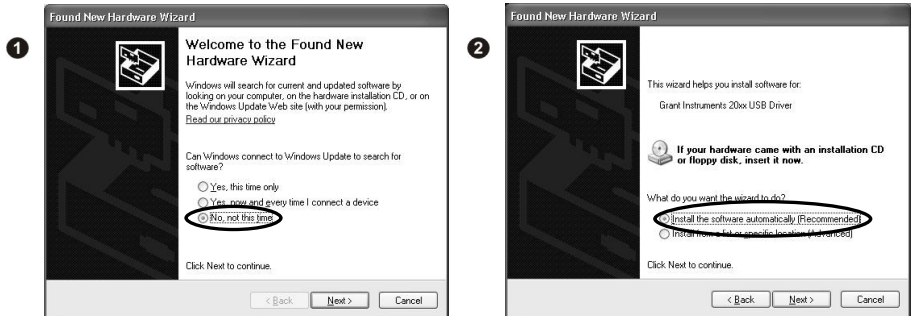 1
Found New Hardware Wizard
Welcome to the Found New
Hardware Wizard
Windows will search for current and updated software by
looking on your computer, on the hardware installation CD, or on
the Windows Update Web site (with your permission).
Read our privacy policy
Can Windows connect to Windows Update to search for
software?
Yes, this time only
Yes, now and every time I connect a device
No, not this time
Click Next to continue.
< Back
Next >
Cancel
2
Found New Hardware Wizard
This wizard helps you install software for:
Grant Instruments 20xx USB Driver
If your hardware came with an installation CD
or floppy disk, insert it now.
What do you want the wizard to do?
Install the software automatically (Recommended)
Install from a list or specific location (Advanced)
Click Next to continue.
< Back
Next >
Cancel